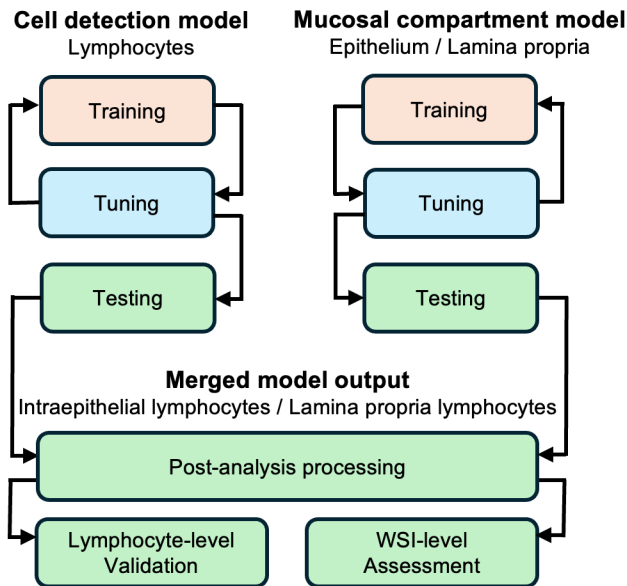 Cell detection model
Lymphocytes
Training
Tuning
Testing
Mucosal compartment model
Epithelium / Lamina propria
Training
Tuning
Testing
Merged model output
Intraepithelial lymphocytes / Lamina propria lymphocytes
Post-analysis processing
Lymphocyte-level
Validation
WSI-level
Assessment